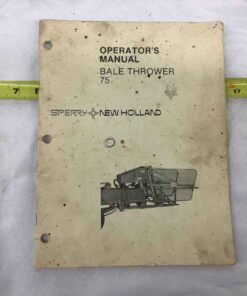 OPERATOR'S
MANUAL
BALE THROWER
75
SPERRY NEW HOLLAND